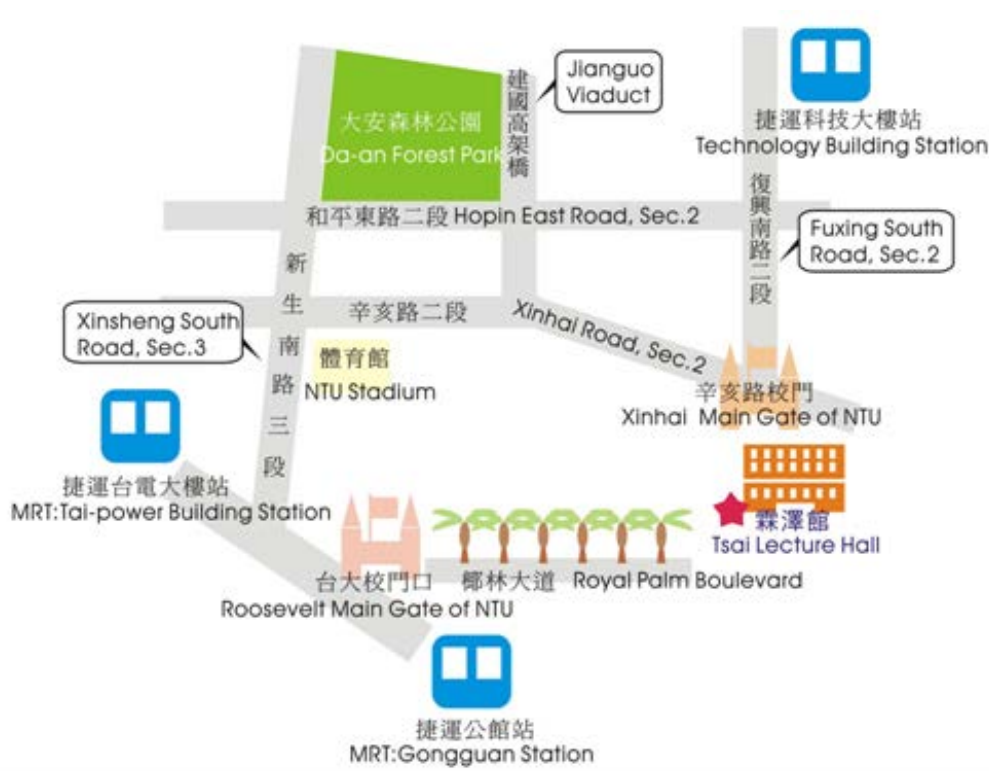 Jianguo
Viaduct
建國高架橋
大安森林公園
Da-an Forest Park
捷運科技大樓站
Technology Building Station
和平東路二段 Hopin East Road, Sec.2
復興南路二段
Fuxing South
Road, Sec.2
新生南路三段
Xinsheng South
Road, Sec.3
辛亥路二段
Xinhai Road, Sec.2
體育館
NTU Stadium
辛亥路校門
Xinhai Main Gate of NTU
捷運台電大樓站
MRT:Tai-power Building Station
霖澤館
Tsai Lecture Hall
台大校門口
Roosevelt Main Gate of NTU
椰林大道 Royal Palm Boulevard
捷運公館站
MRT:Gongguan Station